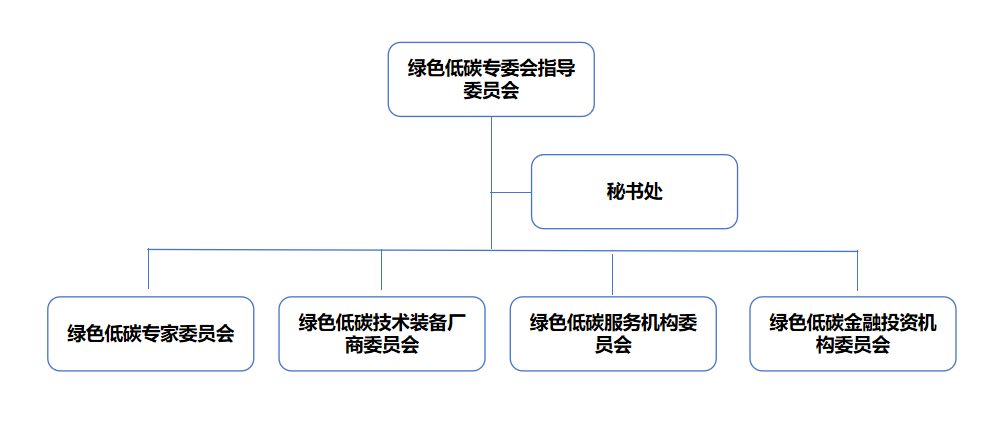 绿色低碳专委会指导
委员会
秘书处
绿色低碳专家委员会
绿色低碳技术装备厂
商委员会
绿色低碳服务机构委
员会
绿色低碳金融投资机
构委员会